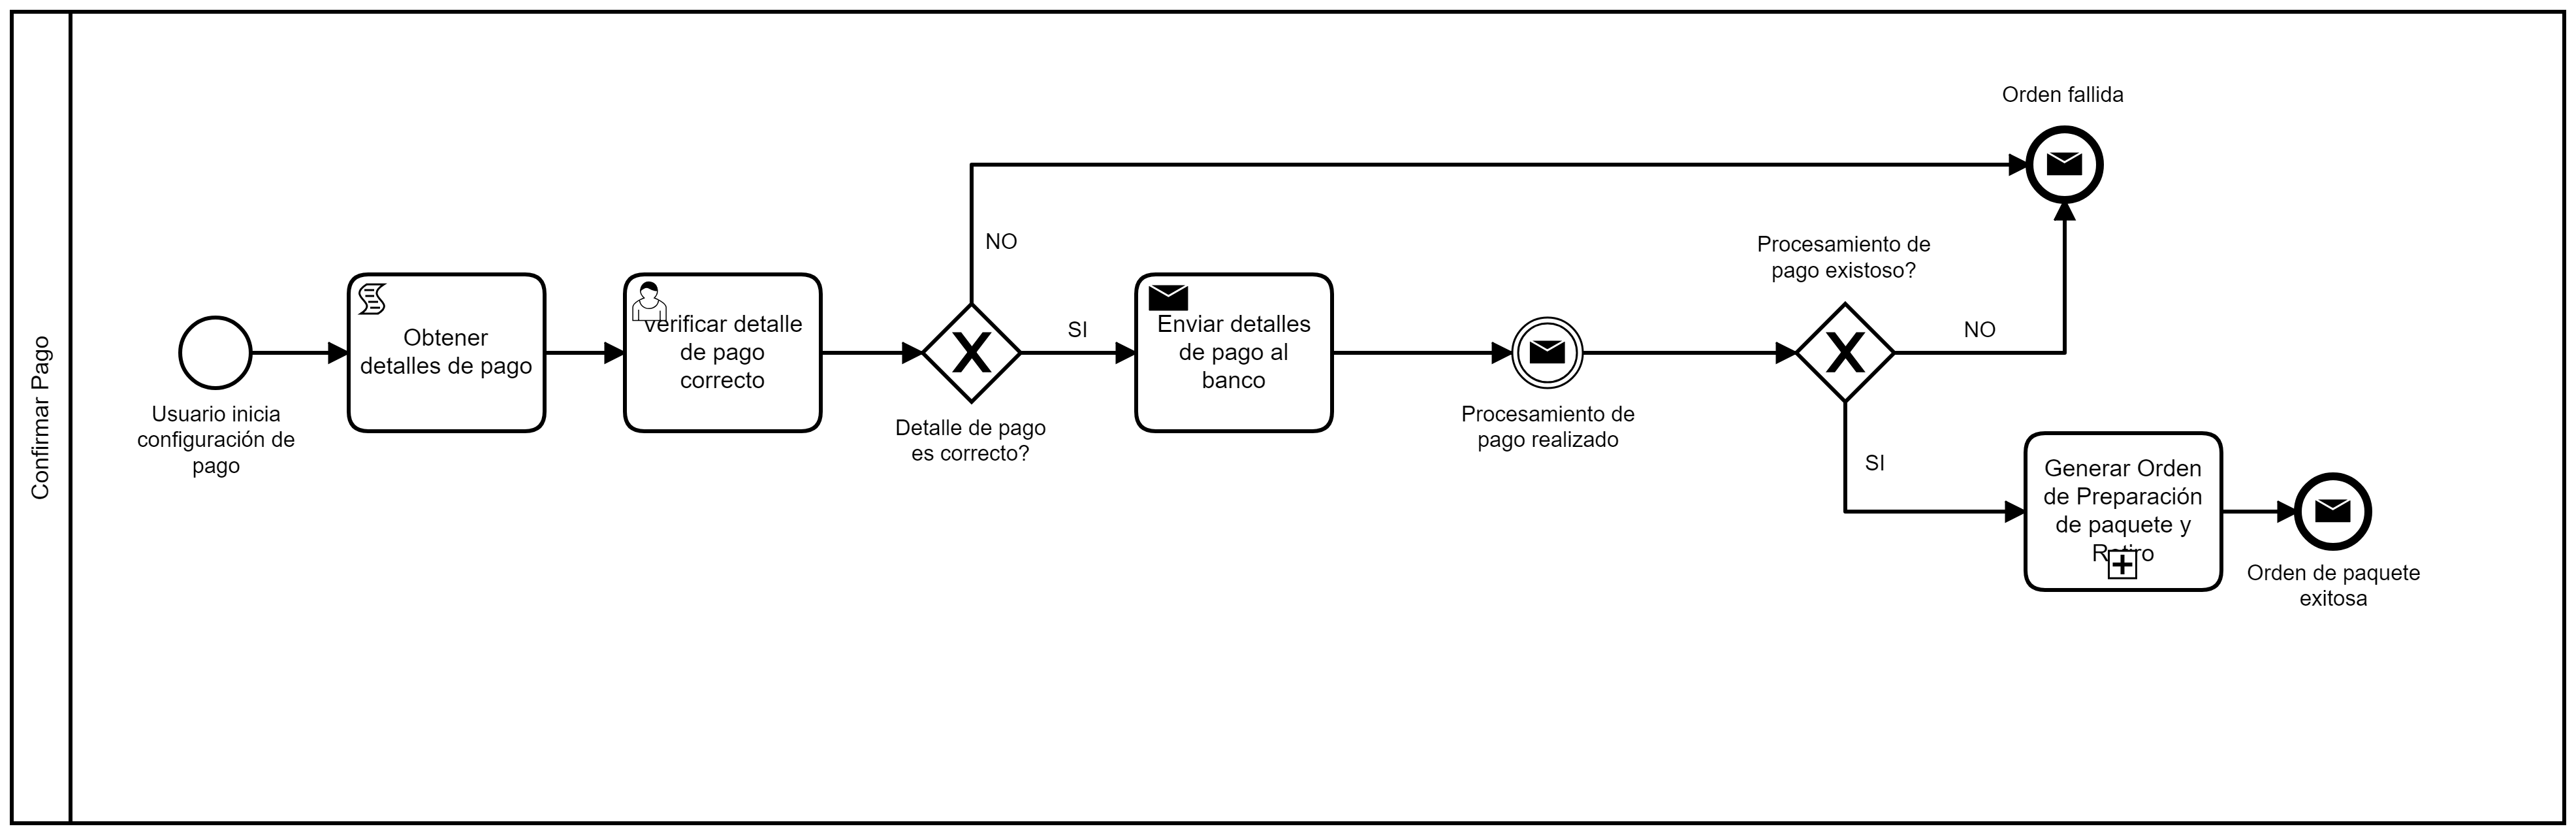 Confirmar Pago
Usuario inicia
configuración de
pago
Obtener
detalles de pago
Verificar detalle
de pago
correcto
NO
SI
Detalle de pago
es correcto?
Enviar detalles
de pago al
banco
Procesamiento de
pago realizado
Procesamiento de
pago existoso?
NO
SI
Orden fallida
Generar Orden
de Preparación
de paquete y
Retiro
Orden de paquete
exitosa